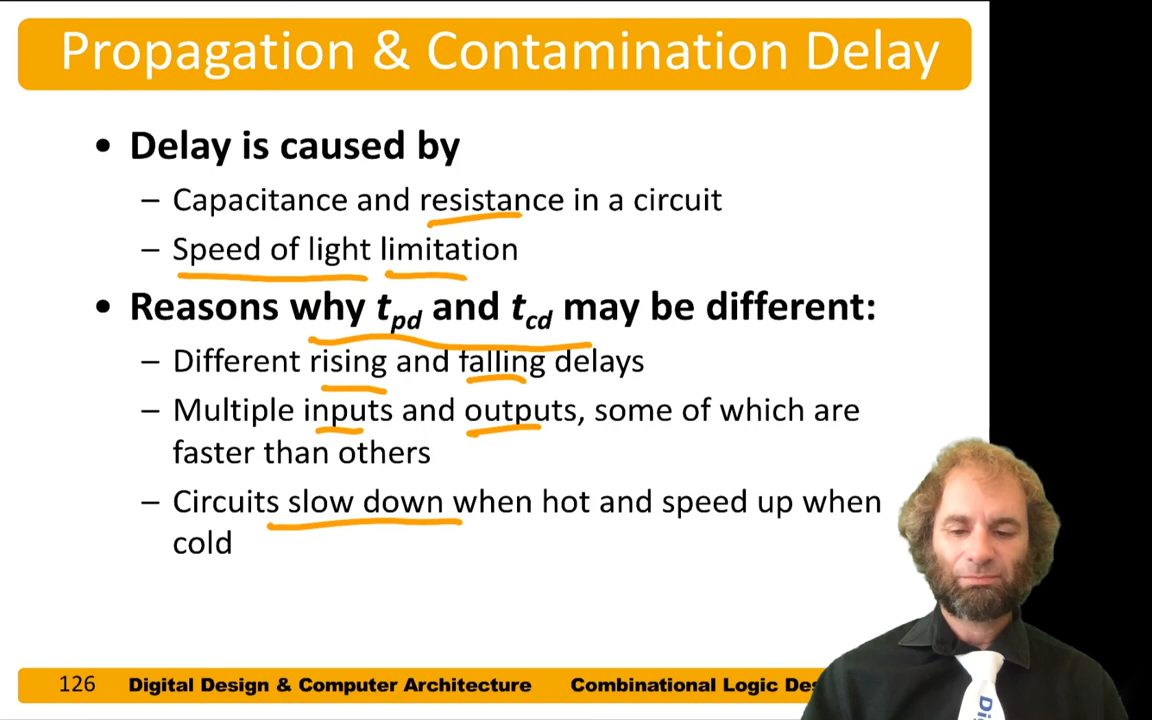 Propagation & Contamination Delay
• Delay is caused by
– Capacitance and resistance in a circuit
– Speed of light limitation
• Reasons why tpd and tcd may be different:
– Different rising and falling delays
– Multiple inputs and outputs, some of which are
faster than others
– Circuits slow down when hot and speed up when
cold
126 Digital Design & Computer Architecture Combinational Logic